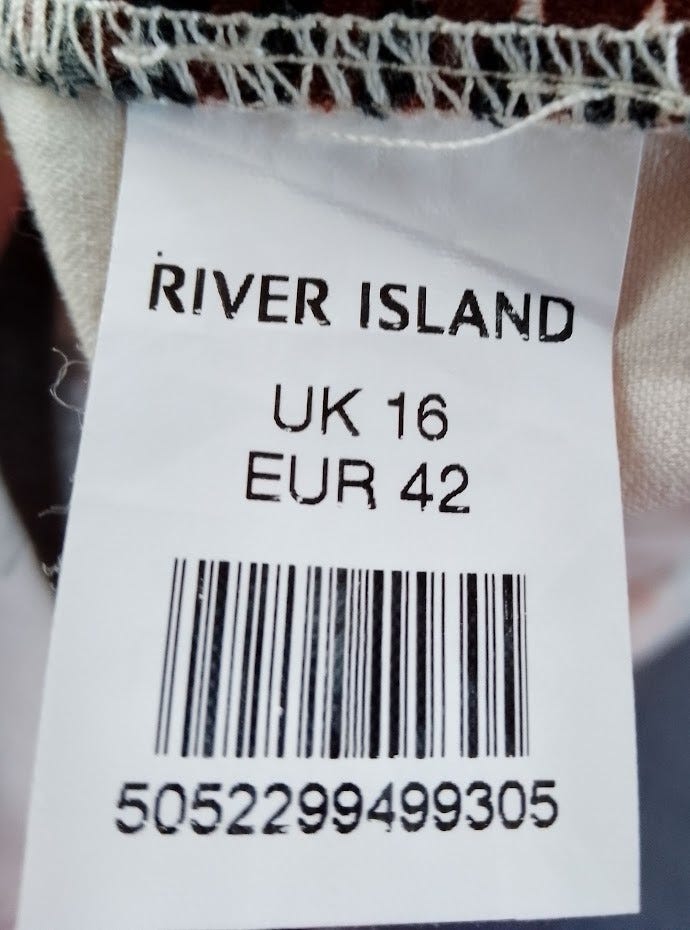 RIVER ISLAND
UK 16
EUR 42
5052299499305